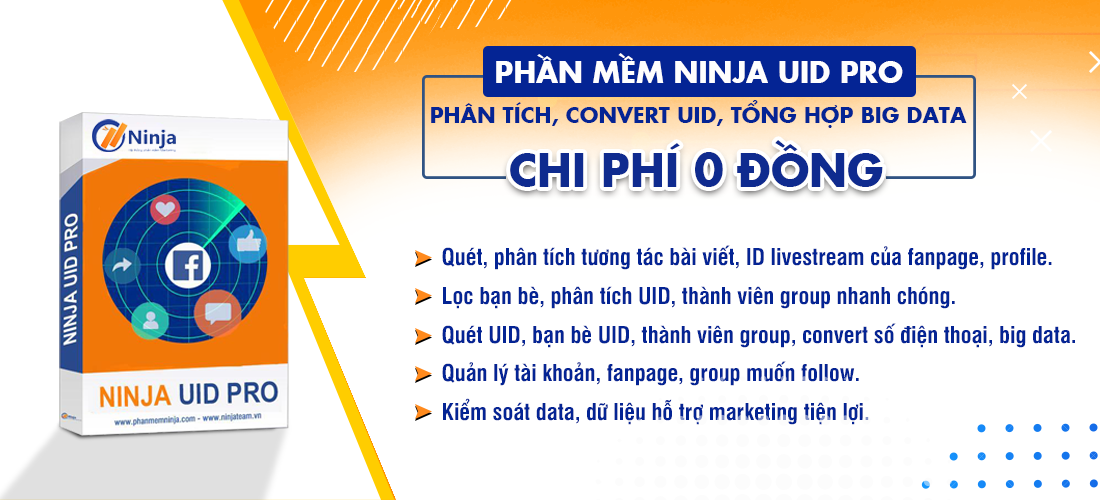 PHẦN MỀM NINJA UID PRO
PHÂN TÍCH, CONVERT UID, TỔNG HỢP BIG DATA
CHI PHÍ 0 ĐỒNG
Ninja
NINJA UID PRO
NINJA UID PRO
www.phanmemninja.com - www.ninjateam.vn
Quét, phân tích tương tác bài viết, ID livestream của fanpage, profile.
Lọc bạn bè, phân tích UID, thành viên group nhanh chóng.
Quét UID, bạn bè UID, thành viên group, convert số điện thoại, big data.
Quản lý tài khoản, fanpage, group muốn follow.
Kiểm soát data, dữ liệu hỗ trợ marketing tiện lợi.